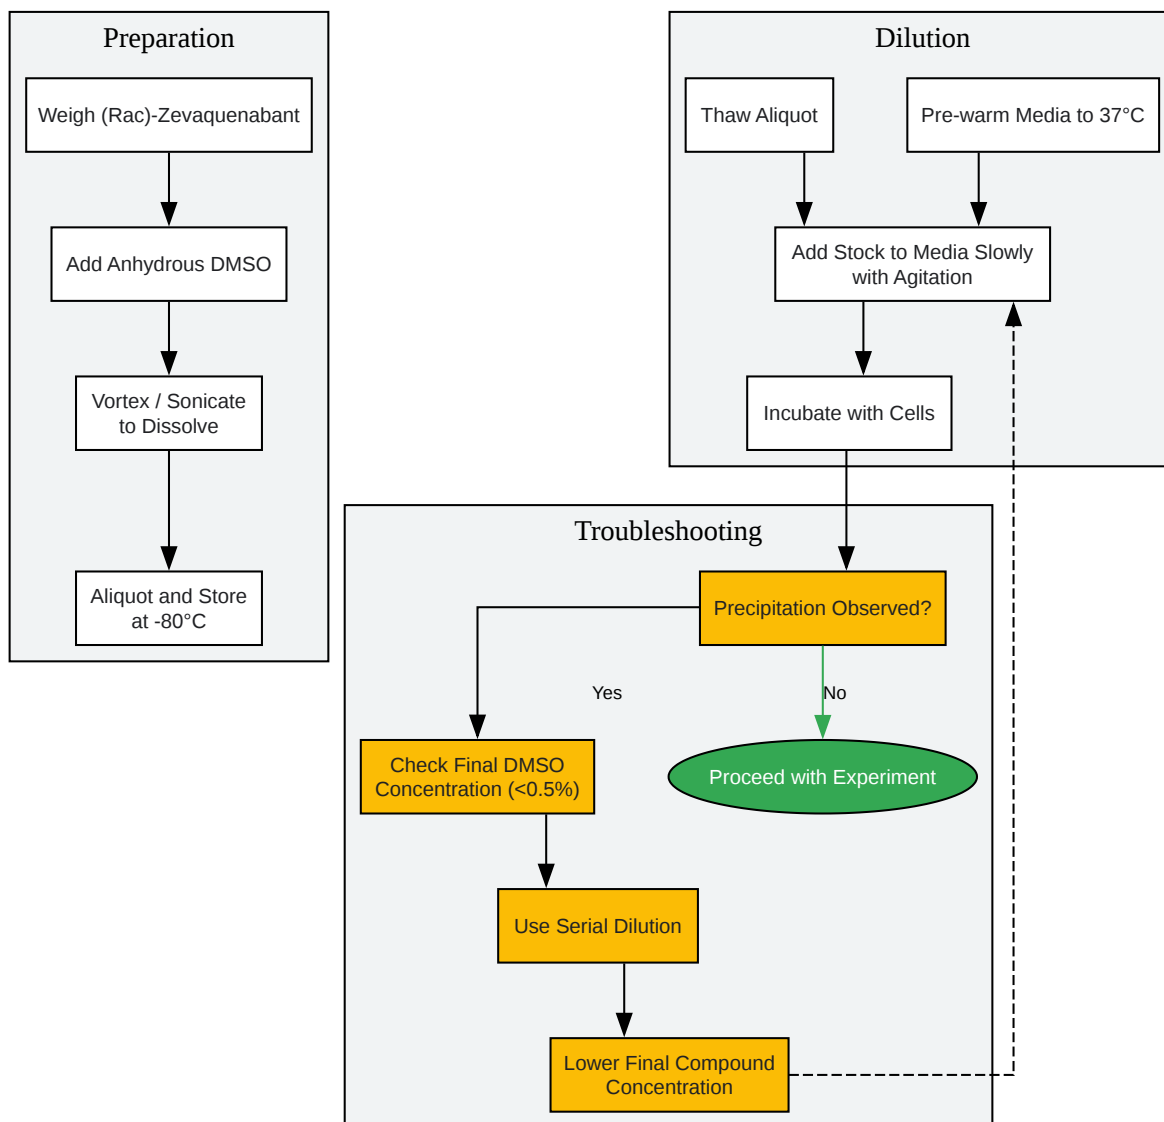 Preparation
Weigh (Rac)-Zevaquenabant
Add Anhydrous DMSO
Vortex / Sonicate
to Dissolve
Aliquot and Store
at -80°C
Dilution
Thaw Aliquot
Pre-warm Media to 37°C
Add Stock to Media Slowly
with Agitation
Incubate with Cells
Troubleshooting
Precipitation Observed?
Yes
No
Check Final DMSO
Concentration (<0.5%)
Proceed with Experiment
Use Serial Dilution
Lower Final Compound
Concentration